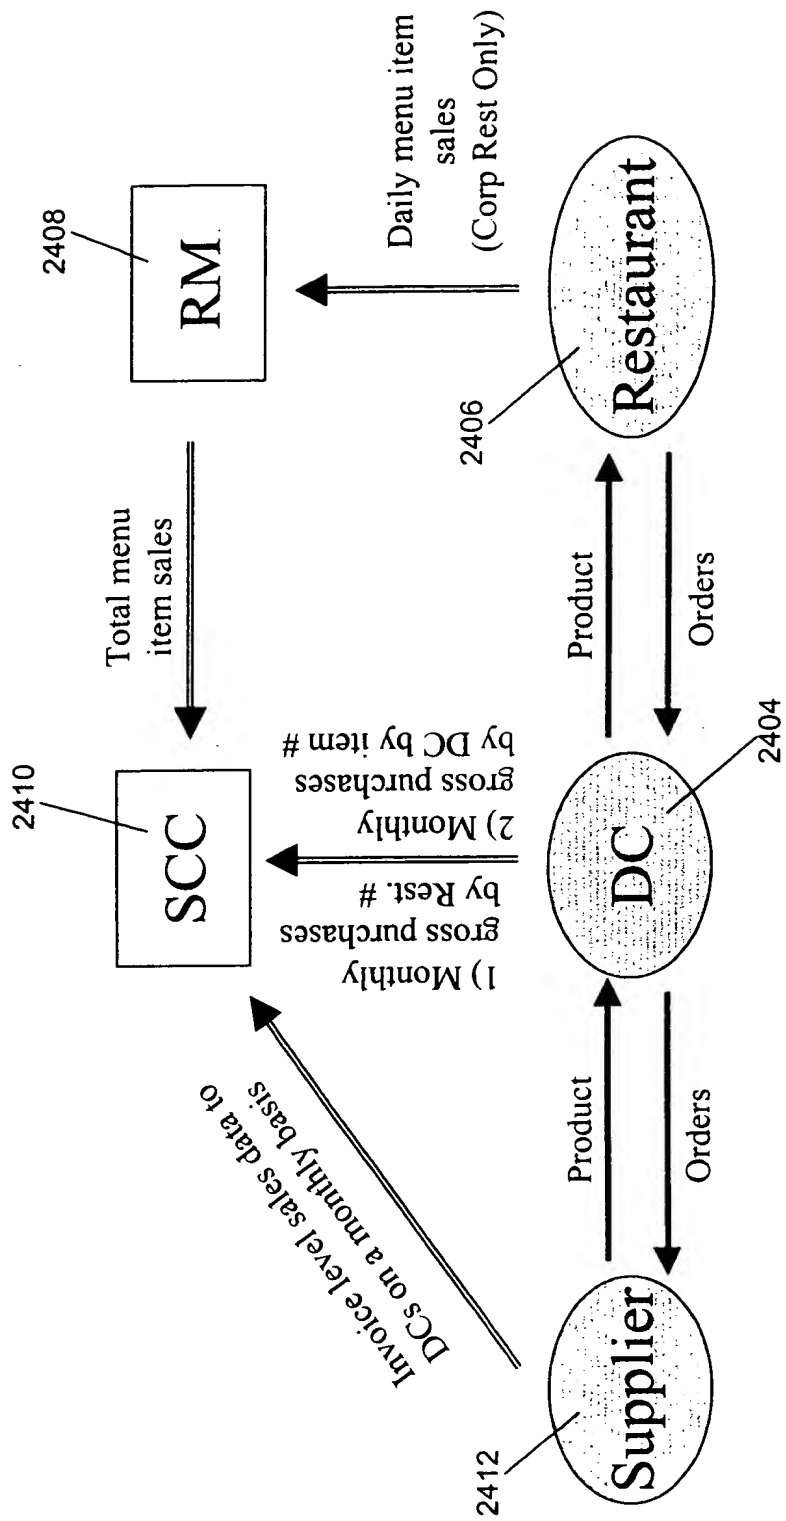 2410
SCC
Total menu
item sales
2408
RM
Invoice level sales data to
DCs on a monthly basis
1) Monthly
gross purchases
by Rest. #
2) Monthly
gross purchases
by DC by item #
Daily menu item
sales
(Corp Rest Only)
2412
Supplier
Product
Orders
DC
2404
Product
Orders
2406
Restaurant